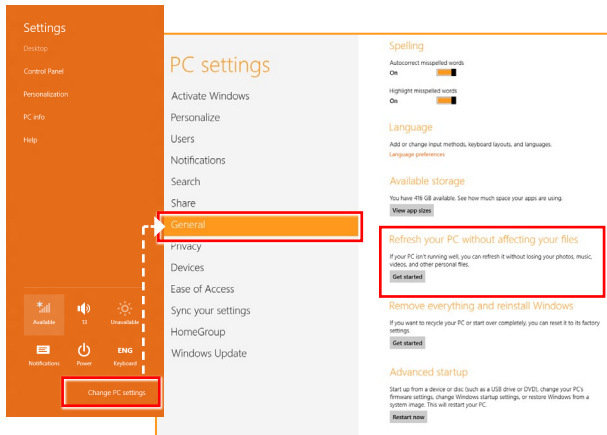 Settings
Desktop
Control Panel
Personalization
PC info
Help
Available
13
Unavailable
Notifications
Power
ENG
Keyboard
Change PC settings
PC settings
Activate Windows
Personalize
Users
Notifications
Search
Share
General
Privacy
Devices
Ease of Access
Sync your settings
HomeGroup
Windows Update
Spelling
Autocorrect misspelled words
On
Highlight misspelled words
On
Language
Add or change input methods, keyboard layouts, and languages.
Language preferences
Available storage
You have 416 GB available. See how much space your apps are using.
View app sizes
Refresh your PC without affecting your files
If your PC isn't running well, you can refresh it without losing your photos, music,
videos, and other personal files.
Get started
Remove everything and reinstall Windows
If you want to recycle your PC or start over completely, you can reset it to its factory
settings.
Get started
Advanced startup
Start up from a device or disc (such as a USB drive or DVD), change your PC's
firmware settings, change Windows startup settings, or restore Windows from a
system image. This will restart your PC.
Restart now